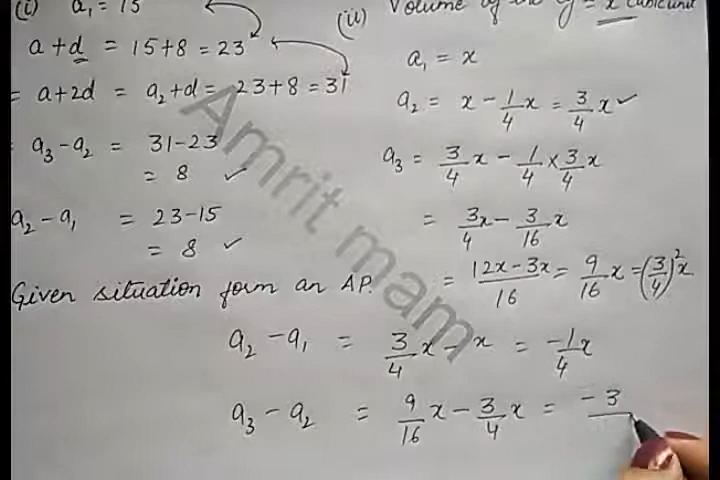 (i) a₁ = 15
a + d = 15 + 8 = 23
= a + 2d = a₂ + d = 23 + 8 = 31
a₃ - a₂ = 31 - 23
= 8 ✓
a₂ - a₁ = 23 - 15
= 8 ✓
Given situation form an AP.
(ii) Volume of the = x cubic unit
a₁ = x
a₂ = x - 1/4 x = 3/4 x ✓
a₃ = 3/4 x - 1/4 × 3/4 x
= 3x/4 - 3/16 x
= 12x - 3x/16 = 9/16 x = (3/4)² x
a₂ - a₁ = 3/4 x - x = -1/4 x
a₃ - a₂ = 9/16 x - 3/4 x = -3
Amrit mam